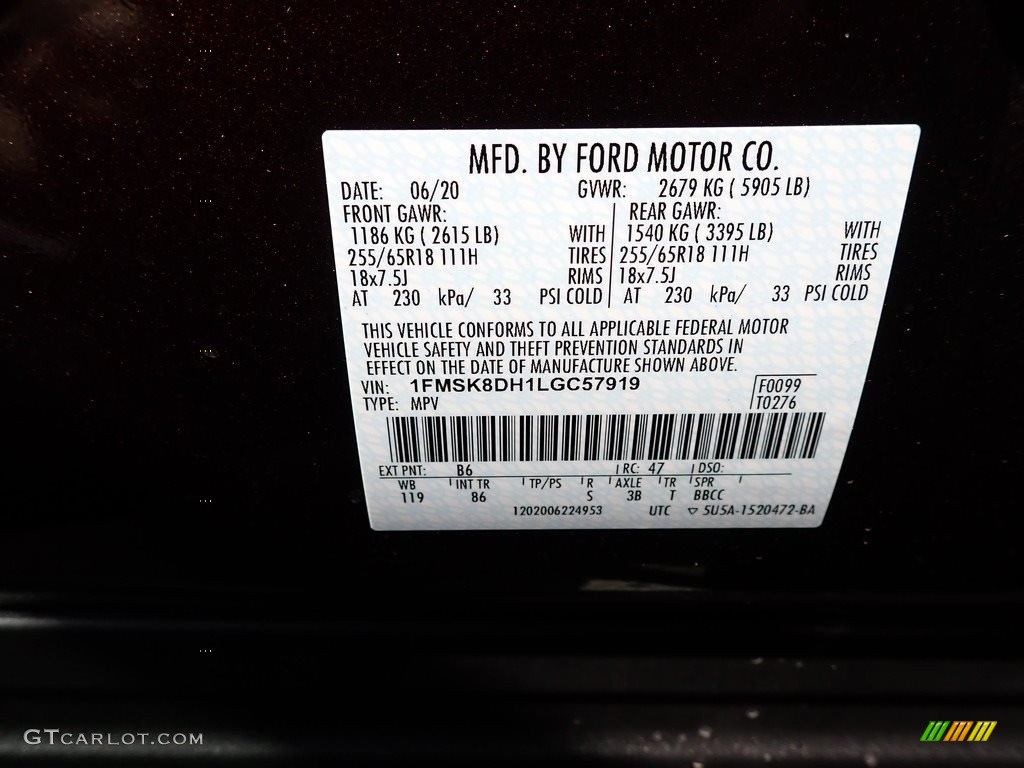 MFD. BY FORD MOTOR CO.
DATE: 06/20 GVWR: 2679 KG ( 5905 LB)
FRONT GAWR: REAR GAWR:
1186 KG ( 2615 LB) WITH 1540 KG ( 3395 LB) WITH
255/65R18 111H TIRES 255/65R18 111H TIRES
18x7.5J RIMS 18x7.5J RIMS
AT 230 kPa/ 33 PSI COLD AT 230 kPa/ 33 PSI COLD
THIS VEHICLE CONFORMS TO ALL APPLICABLE FEDERAL MOTOR
VEHICLE SAFETY AND THEFT PREVENTION STANDARDS IN
EFFECT ON THE DATE OF MANUFACTURE SHOWN ABOVE.
VIN: 1FMSK8DH1LGC57919 F0099
TYPE: MPV T0276
EXT PNT: B6 RC: 47 DSO:
WB INT TR TP/PS R AXLE TR SPR
119 86 S 3B T BBCC
1202006224953 UTC ▽ 5U5A-1520472-BA
GTCARLOT.COM